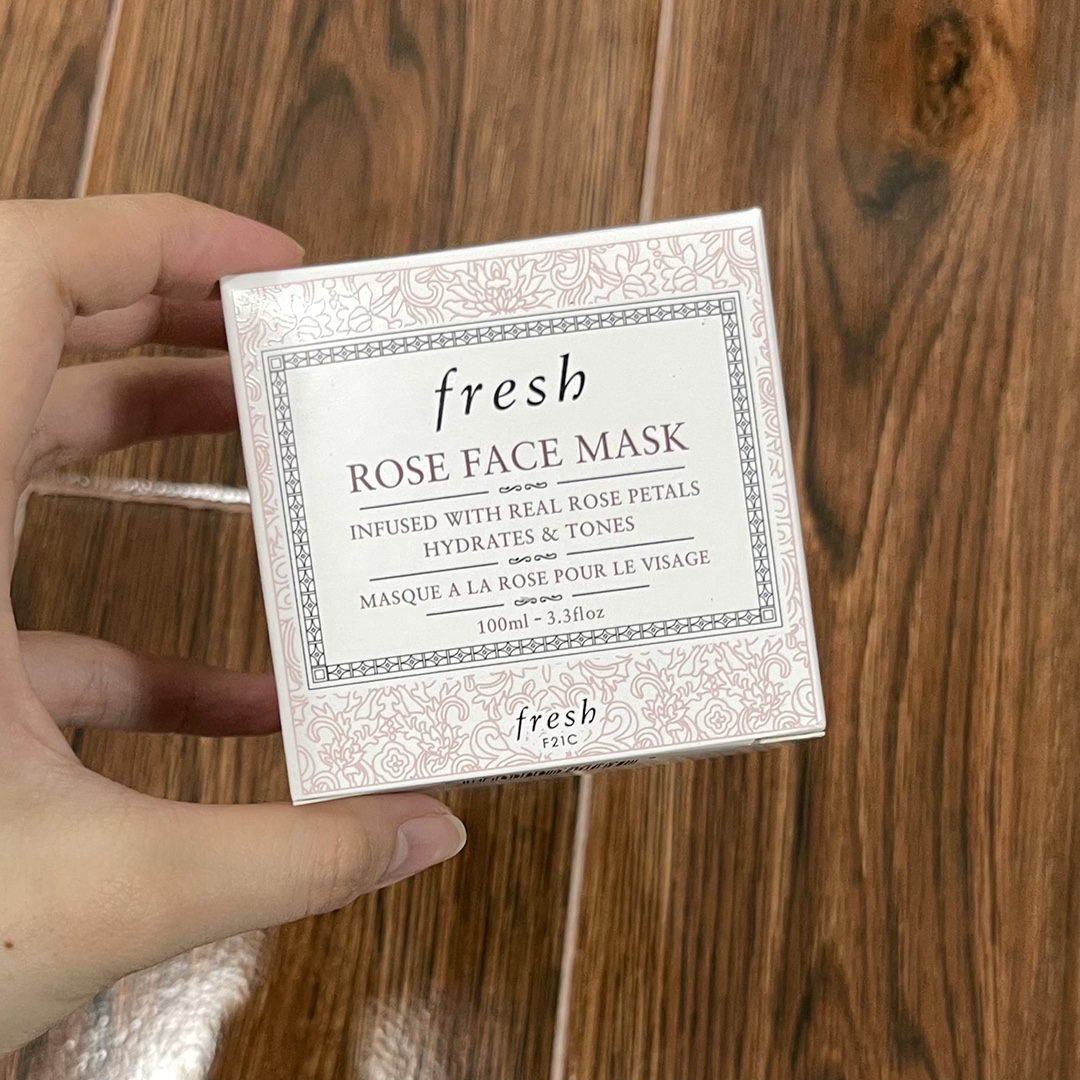 fresh
ROSE FACE MASK
INFUSED WITH REAL ROSE PETALS
HYDRATES & TONES
MASQUE A LA ROSE POUR LE VISAGE
100ml - 3.3floz
fresh
F21C